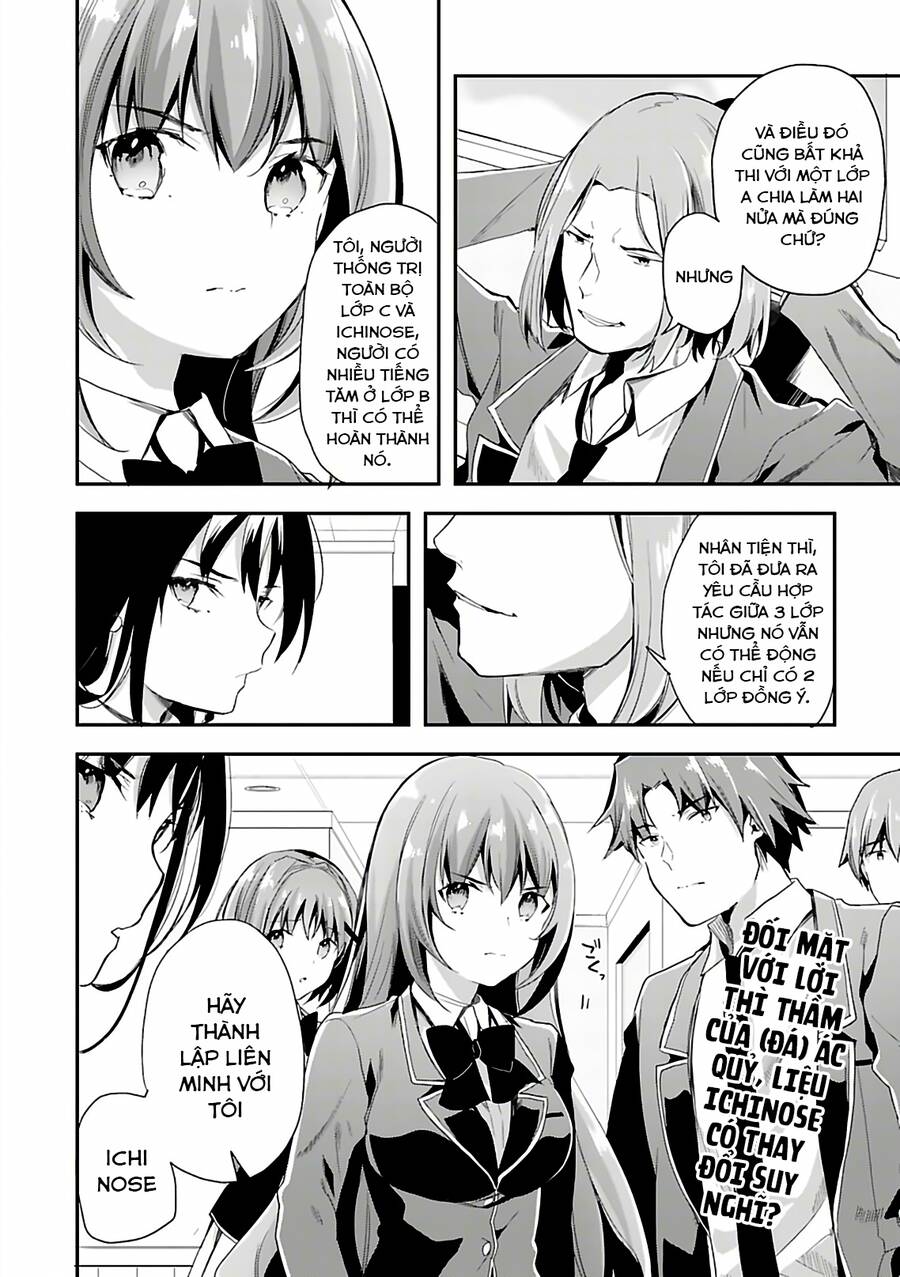 VÀ ĐIỀU ĐÓ
CŨNG BẤT KHẢ
THI VỚI MỘT LỚP
A CHIA LÀM HAI
NỬA MÀ ĐÚNG
CHỨ?
NHƯNG
TÔI, NGƯỜI
THỐNG TRỊ
TOÀN BỘ
LỚP C VÀ
ICHINOSE,
NGƯỜI CÓ
NHIỀU TIẾNG
TĂM Ở LỚP B
THÌ CÓ THỂ
HOÀN THÀNH
NÓ.
NHÂN TIỆN THÌ,
TÔI ĐÃ ĐƯA RA
YÊU CẦU HỢP
TÁC GIỮA 3 LỚP
NHƯNG NÓ VẪN
CÓ THỂ ĐỘNG
NẾU CHỈ CÓ 2
LỚP ĐỒNG Ý.
HÃY
THÀNH
LẬP LIÊN
MINH VỚI
TÔI
ICHI
NOSE
ĐỐI MẶT
VỚI LỜI
THÌ THẦM
CỦA (ĐÁ) ÁC
QUỶ, LIỆU
ICHINOSE
CÓ THAY
ĐỔI SUY
NGHĨ?